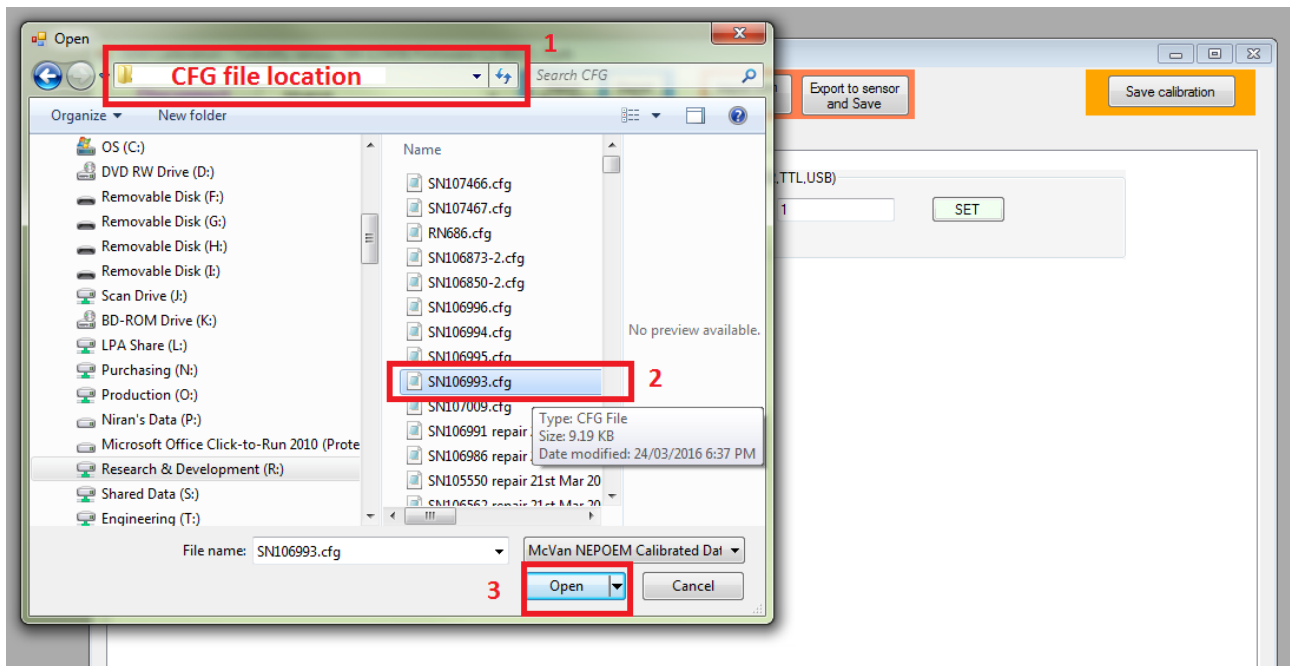 Open
1
CFG file location
Search CFG
Export to sensor
and Save
Save calibration
Organize
New folder
OS (C:)
DVD RW Drive (D:)
Removable Disk (F:)
Removable Disk (G:)
Removable Disk (H:)
Removable Disk (I:)
Scan Drive (J:)
BD-ROM Drive (K:)
LPA Share (L:)
Purchasing (N:)
Production (O:)
Niran's Data (P:)
Microsoft Office Click-to-Run 2010 (Prote
Research & Development (R:)
Shared Data (S:)
Engineering (T:)
Name
SN107466.cfg
SN107467.cfg
RN686.cfg
SN106873-2.cfg
SN106850-2.cfg
SN106996.cfg
SN106994.cfg
SN106995.cfg
SN106993.cfg
2
SN107009.cfg
SN106991 repair
SN106986 repair
SN105550 repair 21st Mar 20
SN106562 repair 21st Mar 20
No preview available.
Type: CFG File
Size: 9.19 KB
Date modified: 24/03/2016 6:37 PM
,TTL,USB)
1
SET
File name:
SN106993.cfg
McVan NEPOEM Calibrated Dat
3
Open
Cancel